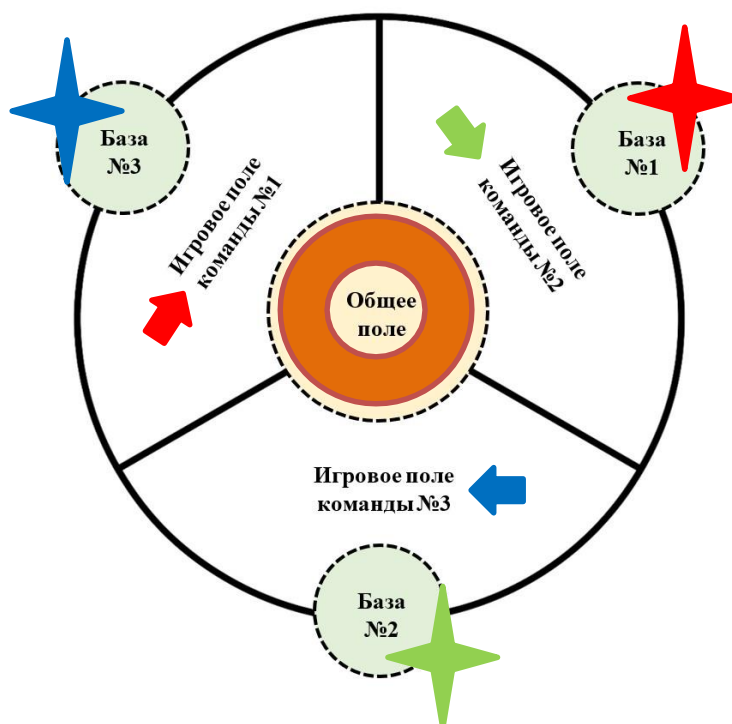 База
№3
База
№1
Игровое поле
команды №1
Игровое поле
команды №2
Общее
поле
Игровое поле
команды №3
База
№2